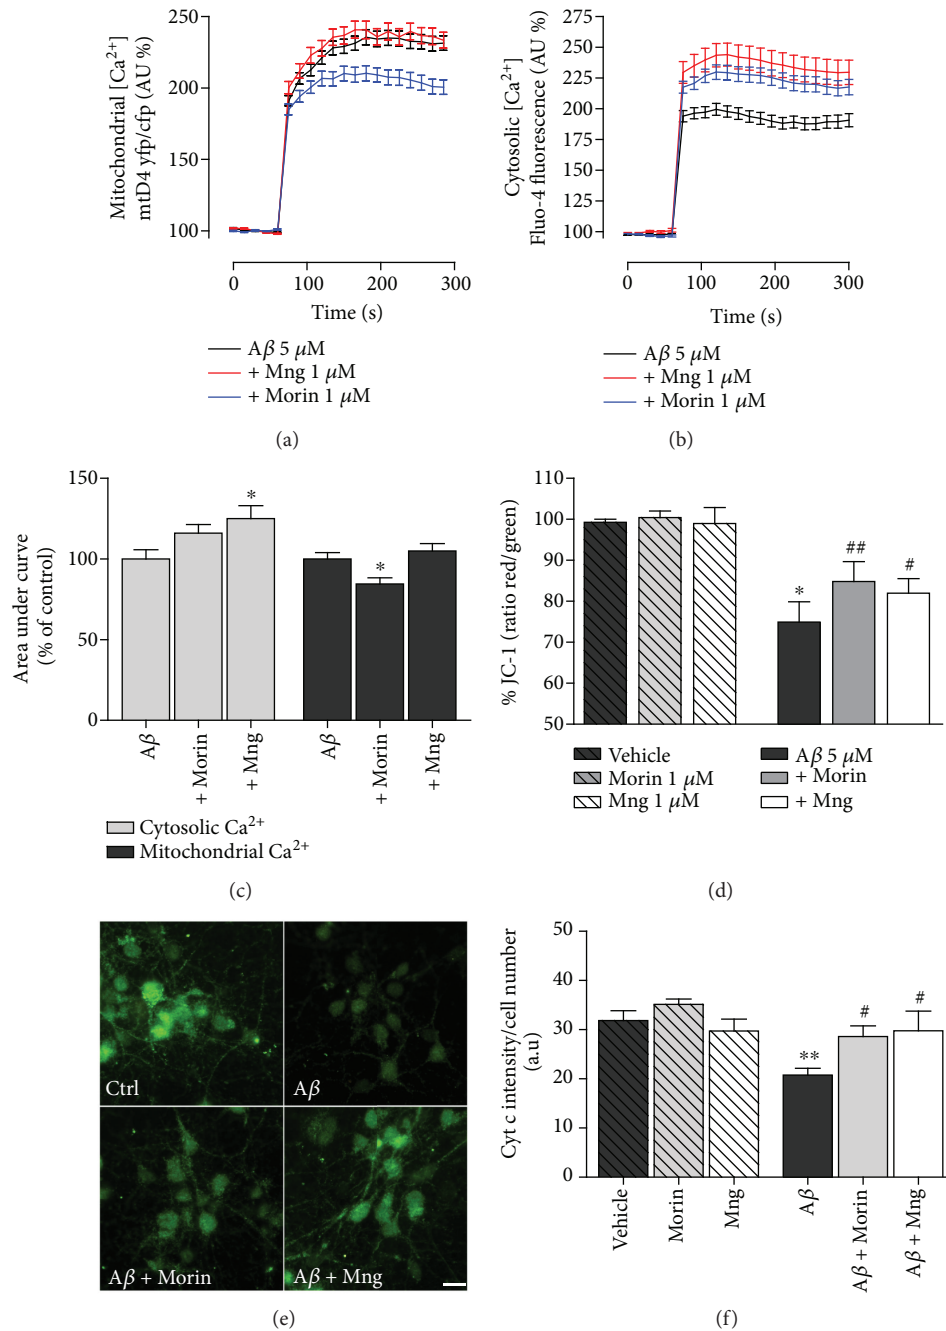 Mitochondrial [Ca²⁺]
mtD4 yfp/cfp (AU %)
250
200
150
100
0
100
200
300
Time (s)
Aβ 5 μM
+ Mng 1 μM
+ Morin 1 μM
(a)
Cytosolic [Ca²⁺]
Fluo-4 fluorescence (AU %)
275
250
225
200
175
150
125
100
0
100
200
300
Time (s)
Aβ 5 μM
+ Mng 1 μM
+ Morin 1 μM
(b)
Area under curve
(% of control)
150
100
50
0
*
*
Aβ
+ Morin
+ Mng
Aβ
+ Morin
+ Mng
Cytosolic Ca²⁺
Mitochondrial Ca²⁺
(c)
% JC-1 (ratio red/green)
110
100
90
80
70
60
50
*
##
#
Vehicle
Morin 1 μM
Mng 1 μM
Aβ 5 μM
+ Morin
+ Mng
(d)
Ctrl
Aβ
Aβ + Morin
Aβ + Mng
(e)
Cyt c intensity/cell number
(a.u)
50
40
30
20
10
0
**
#
#
Vehicle
Morin
Mng
Aβ
Aβ + Morin
Aβ + Mng
(f)